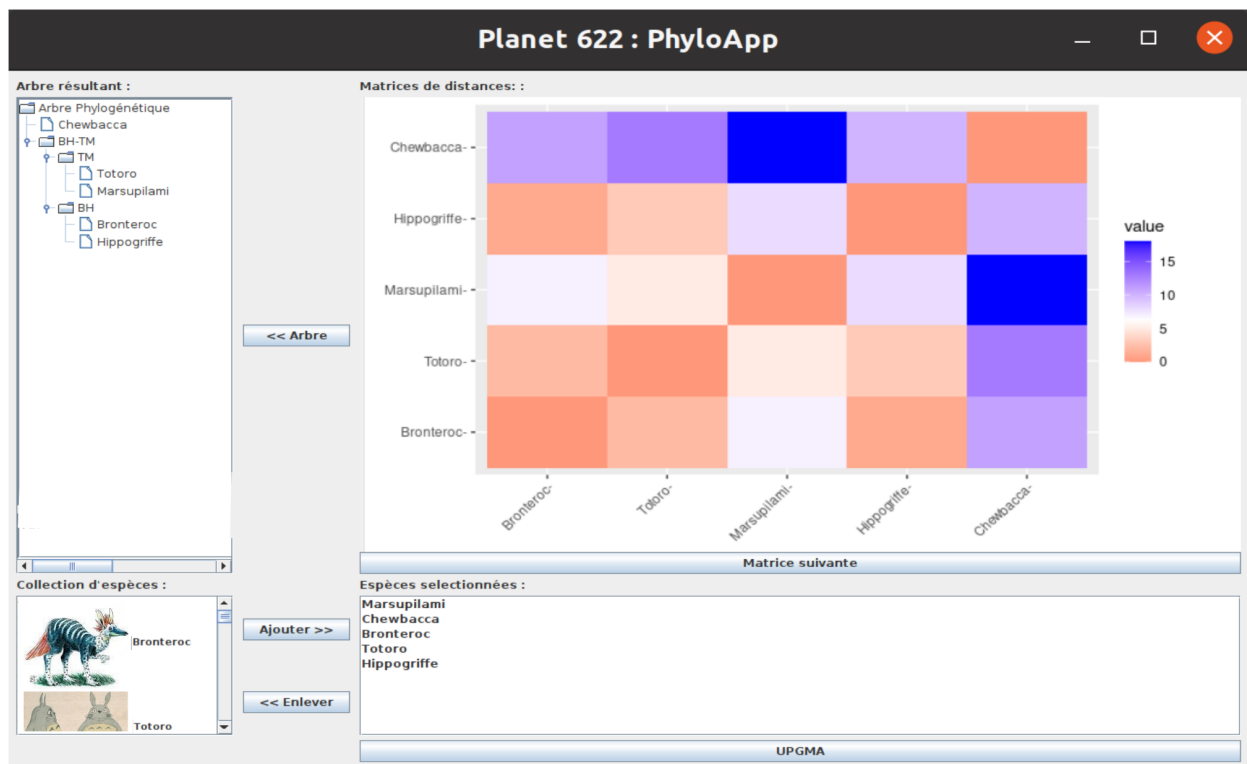 Planet 622 : PhyloApp
Arbre résultant :
Arbre Phylogénétique
Chewbacca
BH-TM
TM
Totoro
Marsupilami
BH
Bronteroc
Hippogriffe
<< Arbre
Matrices de distances: :
Chewbacca-
Hippogriffe-
Marsupilami-
Totoro-
Bronteroc-
Bronteroc-
Totoro-
Marsupilami-
Hippogriffe-
Chewbacca-
value
15
10
5
0
Matrice suivante
Collection d'espèces :
Bronteroc
Totoro
Ajouter >>
<< Enlever
Espèces selectionnées :
Marsupilami
Chewbacca
Bronteroc
Totoro
Hippogriffe
UPGMA